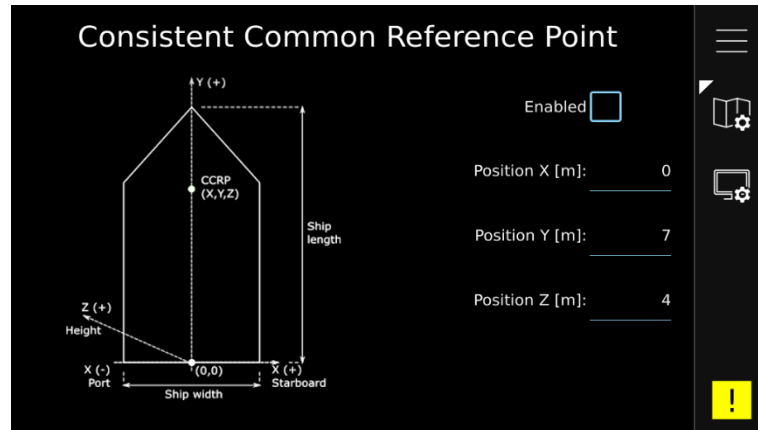 Consistent Common Reference Point
Y (+)
Enabled
CCRP
(X,Y,Z)
Position X [m]: 0
Ship
length
Position Y [m]: 7
Position Z [m]: 4
Z (+)
Height
X (-)
Port
(0,0)
X (+)
Starboard
Ship width
!